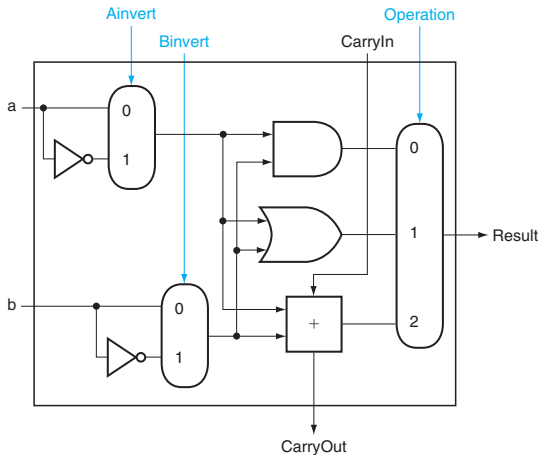 Ainvert
Operation
Binvert
CarryIn
a
0
1
0
1
Result
b
0
1
+
2
CarryOut